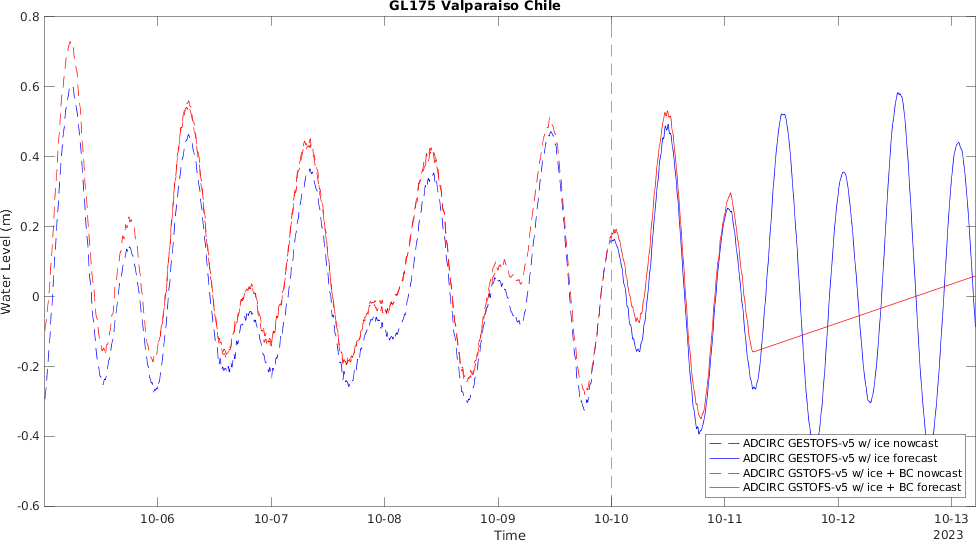 GL175 Valparaiso Chile
0.8
0.6
0.4
0.2
0
-0.2
-0.4
-0.6
Water Level (m)
ADCIRC GESTOFS-v5 w/ ice nowcast
ADCIRC GESTOFS-v5 w/ ice forecast
ADCIRC GSTOFS-v5 w/ ice + BC nowcast
ADCIRC GSTOFS-v5 w/ ice + BC forecast
10-06 10-07 10-08 10-09 10-10 10-11 10-12 10-13
Time 2023